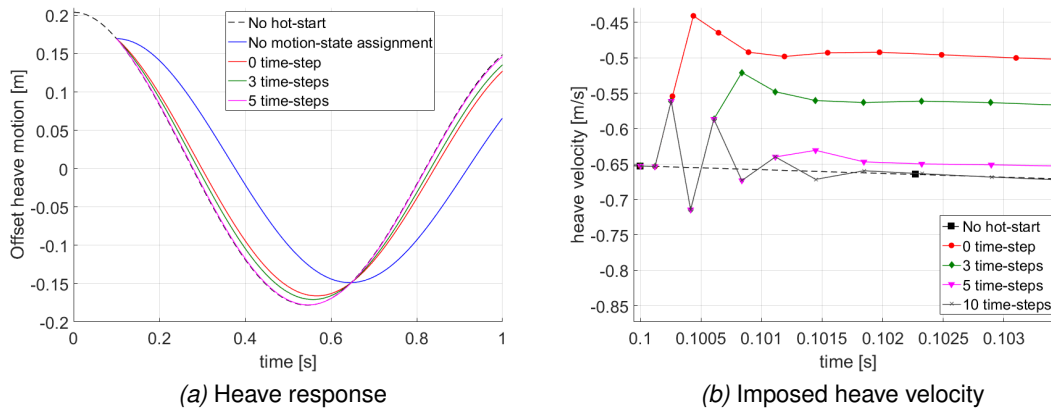 0.2
0.15
0.1
0.05
0
-0.05
-0.1
-0.15
-0.2
Offset heave motion [m]
0
0.2
0.4
0.6
0.8
1
time [s]
No hot-start
No motion-state assignment
0 time-step
3 time-steps
5 time-steps
(a) Heave response
-0.45
-0.5
-0.55
-0.6
-0.65
-0.7
-0.75
-0.8
-0.85
heave velocity [m/s]
0.1
0.1005
0.101
0.1015
0.102
0.1025
0.103
time [s]
No hot-start
0 time-step
3 time-steps
5 time-steps
10 time-steps
(b) Imposed heave velocity